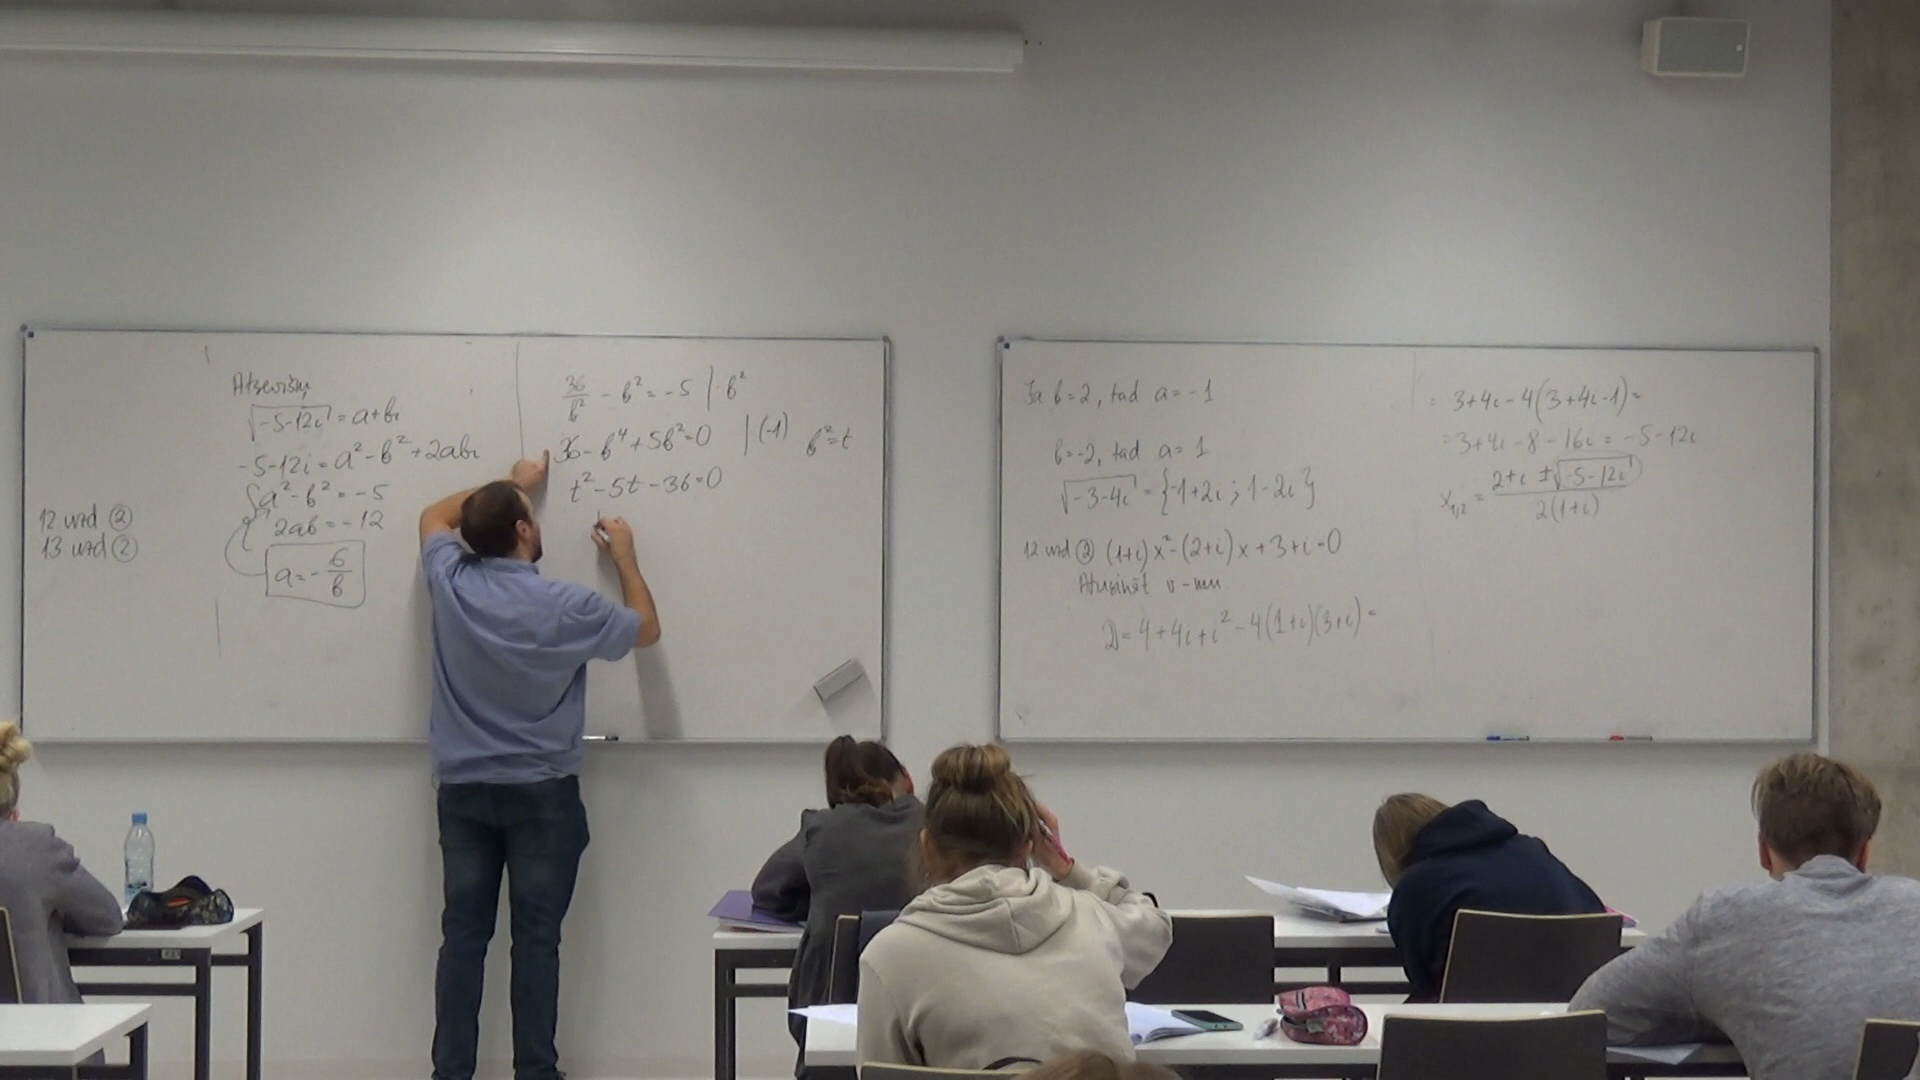 12 uzd ②
13 uzd ②
Atsevišķi
√-5-12i = a+bi
-5-12i = a²-b²+2abi
{a²-b² = -5
2ab = -12
a = -6/b
36/b² - b² = -5 | · b²
36 - b⁴ + 5b² = 0 | (-1) b² = t
t² - 5t - 36 = 0
Ja b=2, tad a = -1
b=-2, tad a = 1
√-3-4i = {-1+2i ; 1-2i}
12 uzd ② (1+i)x² - (2+i)x + 3+i = 0
Atrisināt v-mu
D = 4+4i+i² - 4(1+i)(3+i) =
= 3+4i-4(3+4i-1) =
= 3+4i-8-16i = -5-12i
x₁,₂ = (2+i ± √-5-12i) / 2(1+i)